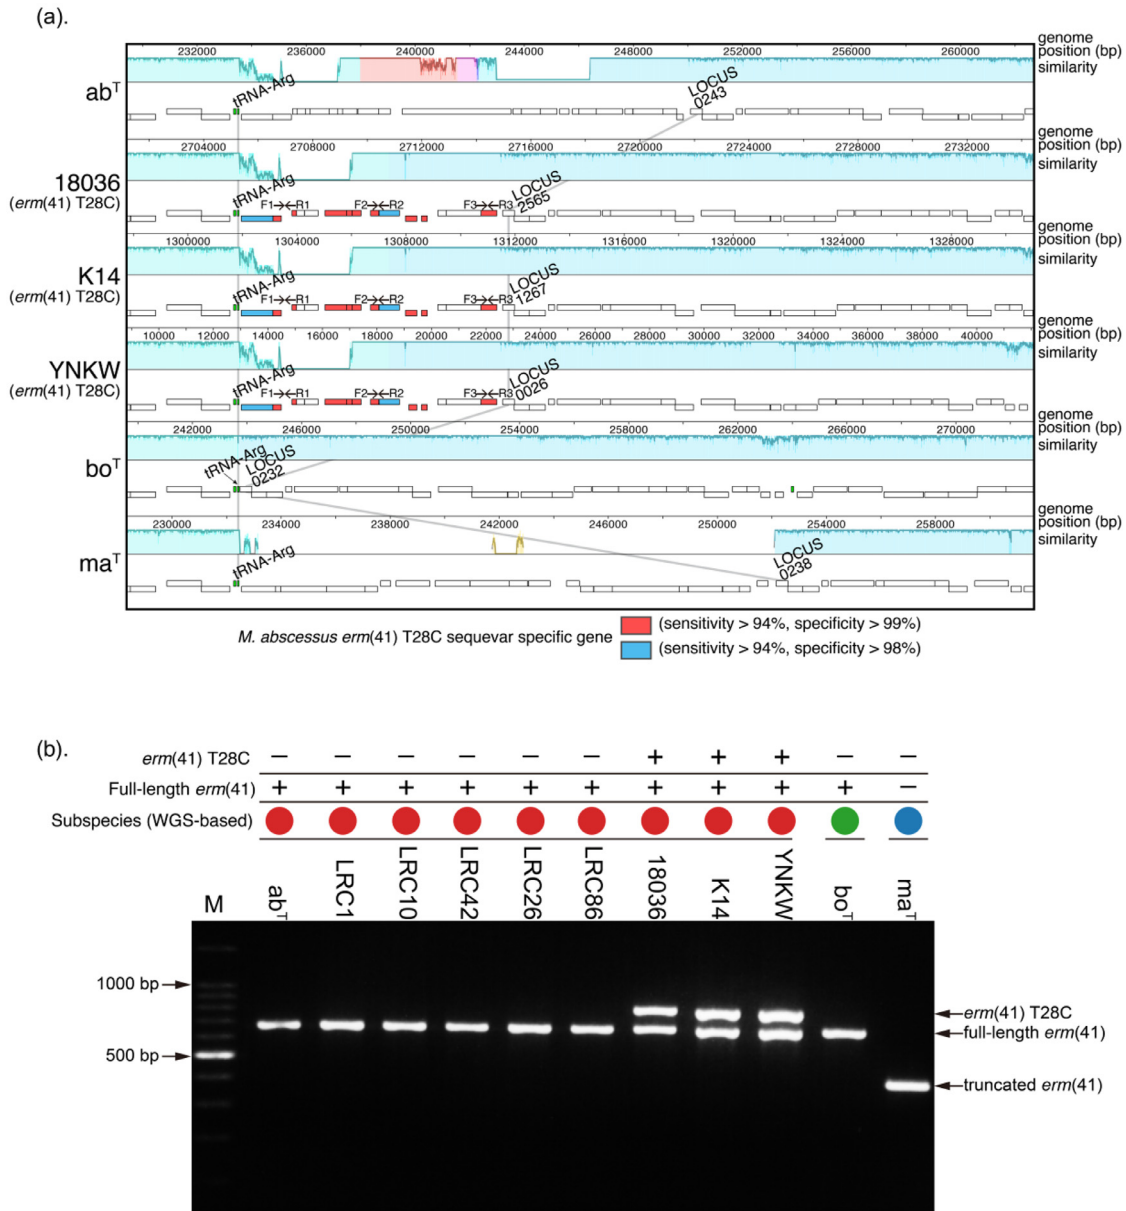 (a).
232000 236000 240000 244000 248000 252000 256000 260000 genome
position (bp)
similarity
abT
tRNA-Arg
LOCUS
0243
genome
2704000 2708000 2712000 2716000 2720000 2724000 2728000 2732000 position (bp)
similarity
18036
(erm(41) T28C)
tRNA-Arg
F1 R1 F2 R2 F3 R3
LOCUS
2565
genome
1300000 1304000 1308000 1312000 1316000 1320000 1324000 1328000 position (bp)
similarity
K14
(erm(41) T28C)
tRNA-Arg
F1 R1 F2 R2 F3 R3
LOCUS
1267
genome
10000 12000 14000 16000 18000 20000 22000 24000 26000 28000 30000 32000 34000 36000 38000 40000 position (bp)
similarity
YNKW
(erm(41) T28C)
tRNA-Arg
F1 R1 F2 R2 F3 R3
LOCUS
0026
genome
242000 246000 250000 254000 258000 262000 266000 270000 position (bp)
similarity
boT
tRNA-Arg
LOCUS
0232
genome
230000 234000 238000 242000 246000 250000 254000 258000 position (bp)
similarity
maT
tRNA-Arg
LOCUS
0238
M. abscessus erm(41) T28C sequevar specific gene
(sensitivity > 94%, specificity > 99%)
(sensitivity > 94%, specificity > 98%)
(b).
erm(41) T28C − − − − − − + + + − −
Full-length erm(41) + + + + + + + + + + −
Subspecies (WGS-based)
M abT LRC1 LRC10 LRC42 LRC26 LRC86 18036 K14 YNKW boT maT
1000 bp
500 bp
erm(41) T28C
full-length erm(41)
truncated erm(41)